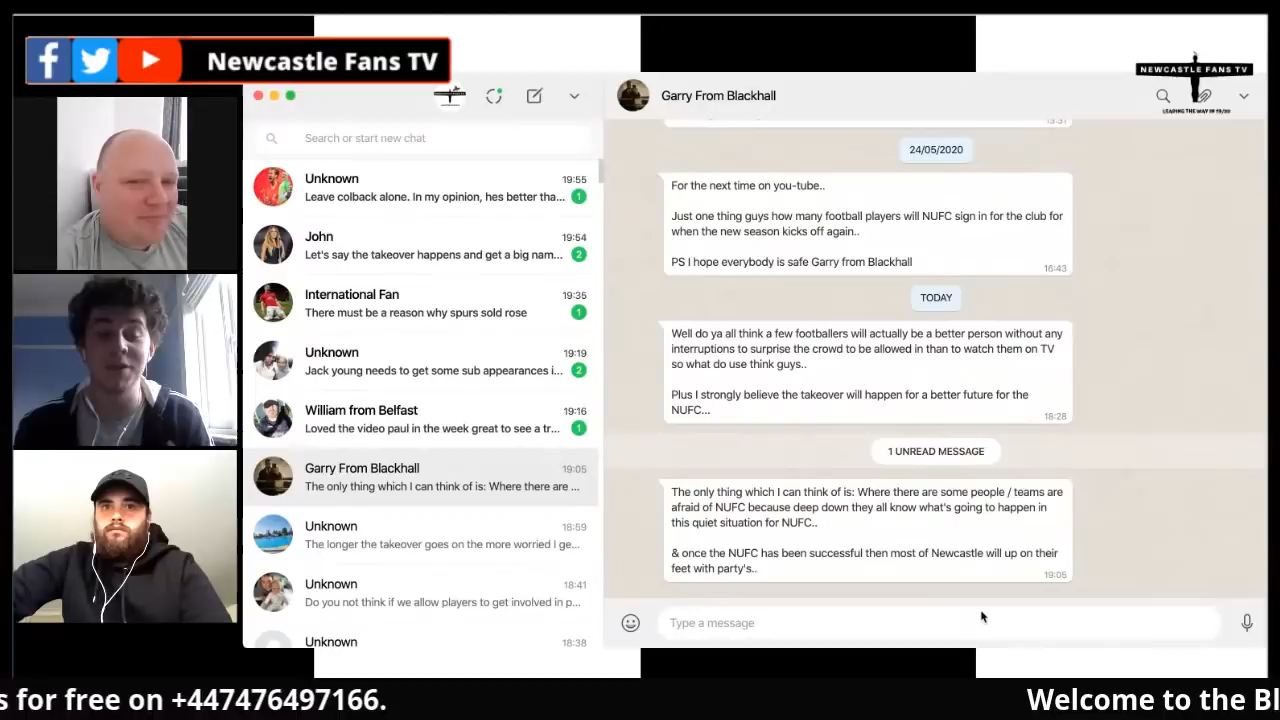 Newcastle Fans TV
NEWCASTLE FANS TV
LEADING THE WAY IN 19/20
Search or start new chat
Unknown 19:55
Leave colback alone. In my opinion, hes better tha... 1
John 19:54
Let's say the takeover happens and get a big nam... 2
International Fan 19:35
There must be a reason why spurs sold rose 1
Unknown 19:19
Jack young needs to get some sub appearances i... 2
William from Belfast 19:16
Loved the video paul in the week great to see a tr... 1
Garry From Blackhall 19:05
The only thing which I can think of is: Where there are ...
Unknown 18:59
The longer the takeover goes on the more worried I ge...
Unknown 18:41
Do you not think if we allow players to get involved in p...
Unknown 18:38
Garry From Blackhall
24/05/2020
For the next time on you-tube..
Just one thing guys how many football players will NUFC sign in for the club for
when the new season kicks off again..
PS I hope everybody is safe Garry from Blackhall
16:43
TODAY
Well do ya all think a few footballers will actually be a better person without any
interruptions to surprise the crowd to be allowed in than to watch them on TV
so what do use think guys..
Plus I strongly believe the takeover will happen for a better future for the
NUFC...
18:28
1 UNREAD MESSAGE
The only thing which I can think of is: Where there are some people / teams are
afraid of NUFC because deep down they all know what's going to happen in
this quiet situation for NUFC..
& once the NUFC has been successful then most of Newcastle will up on their
feet with party's..
19:05
Type a message
s for free on +447476497166. Welcome to the Bl